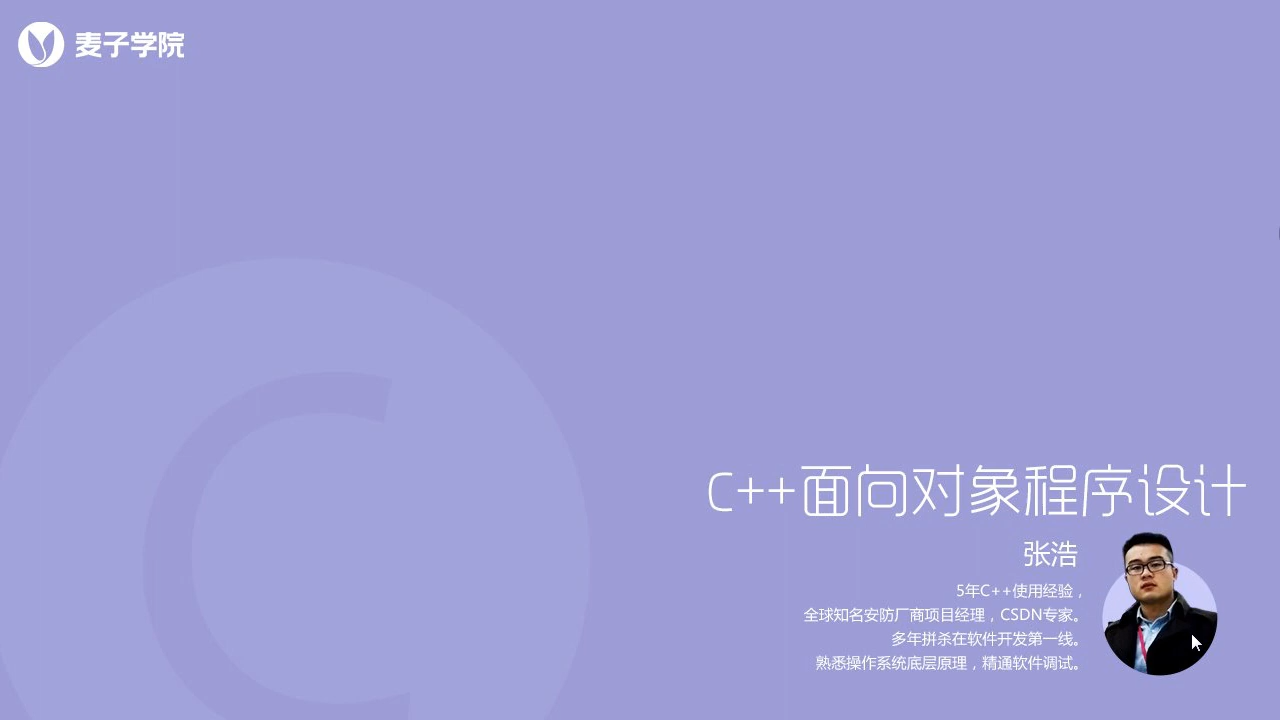 麦子学院
C++面向对象程序设计
张浩
5年C++使用经验，
全球知名安防厂商项目经理，CSDN专家。
多年拼杀在软件开发第一线。
熟悉操作系统底层原理，精通软件调试。